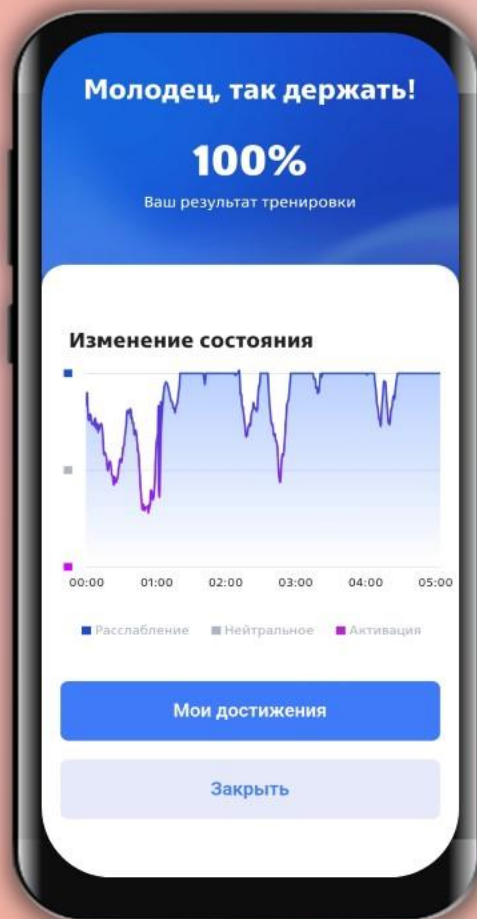 Молодец, так держать!
100%
Ваш результат тренировки
Изменение состояния
00:00 01:00 02:00 03:00 04:00 05:00
Расслабление Нейтральное Активация
Мои достижения
Закрыть